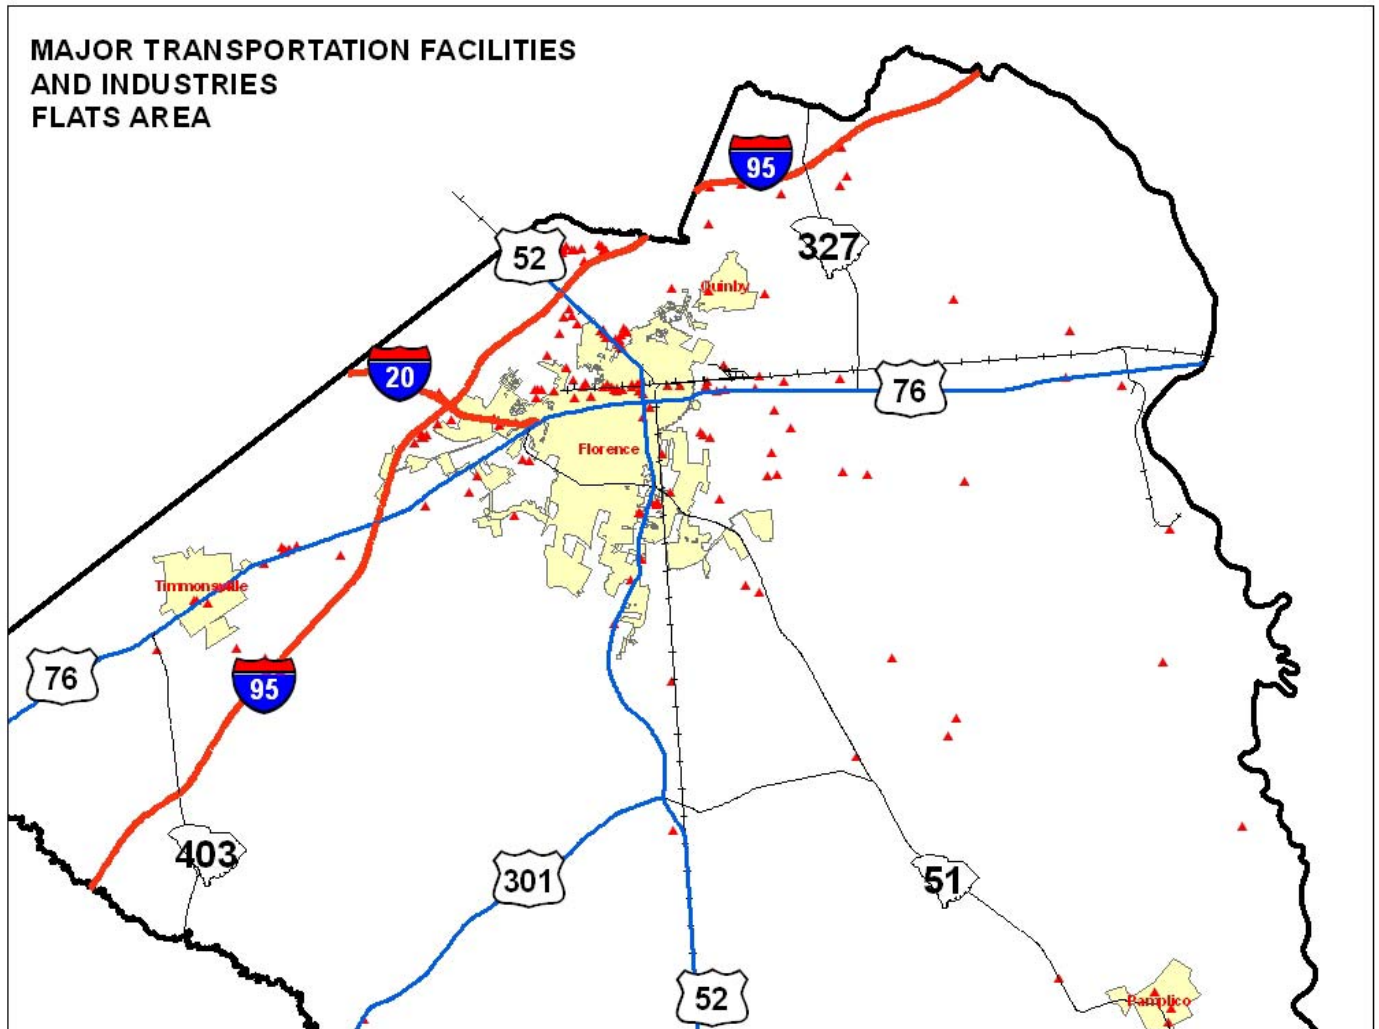 MAJOR TRANSPORTATION FACILITIES
AND INDUSTRIES
FLATS AREA
95
327
52
Quinby
20
76
Florence
Timmonsville
76
95
403
301
51
52
Pamplico